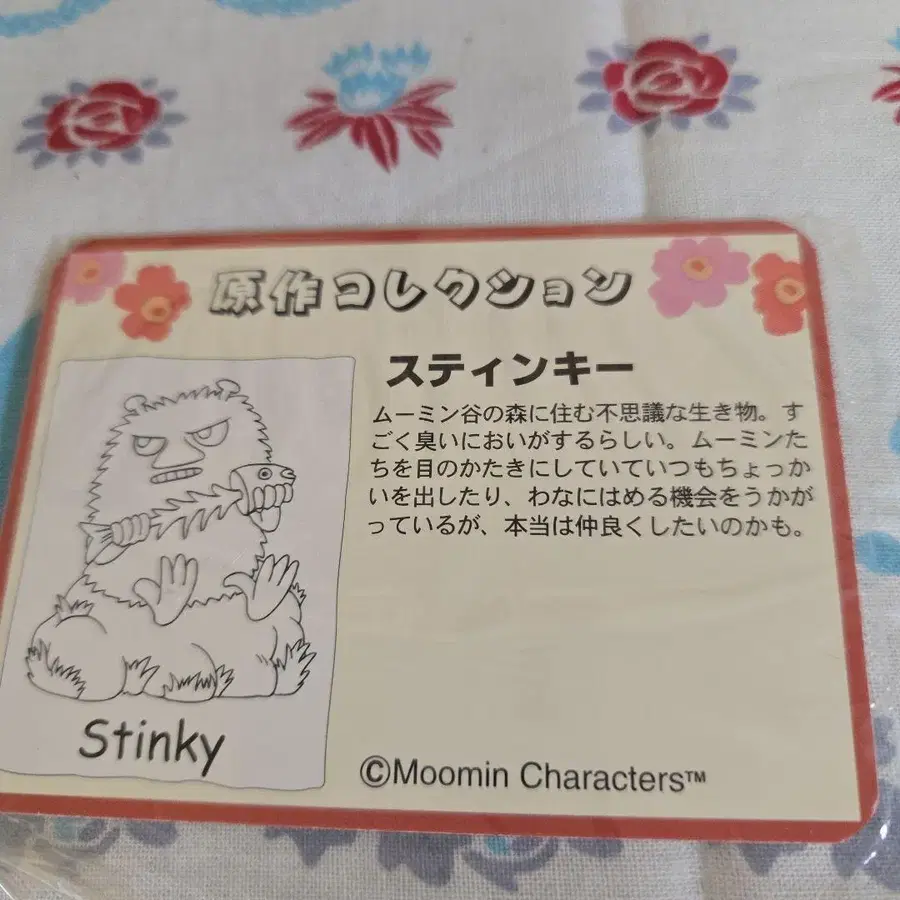 原作コレクション
スティンキー
ムーミン谷の森に住む不思議な生き物。す
ごく臭いにおいがするらしい。ムーミンた
ちを目のかたきにしていていつもちょっか
いを出したり、わなにはめる機会をうかが
っているが、本当は仲良くしたいのかも。
Stinky
©Moomin Characters™